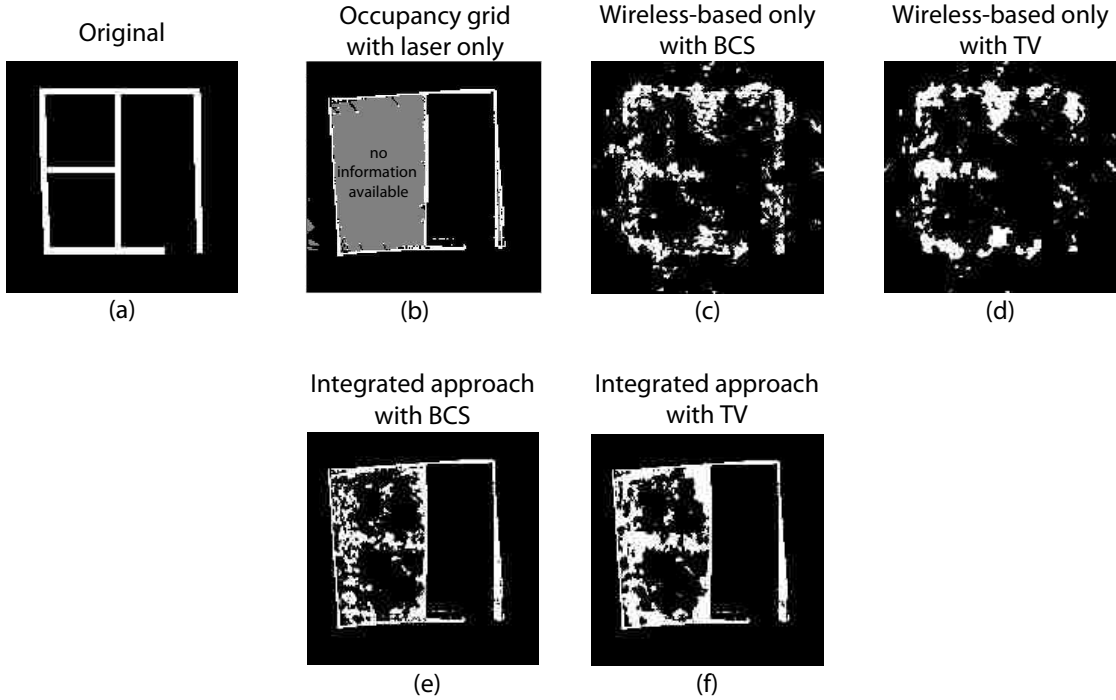 Original
Occupancy grid
with laser only
Wireless-based only
with BCS
Wireless-based only
with TV
no
information
available
(a)
(b)
(c)
(d)
Integrated approach
with BCS
Integrated approach
with TV
(e)
(f)